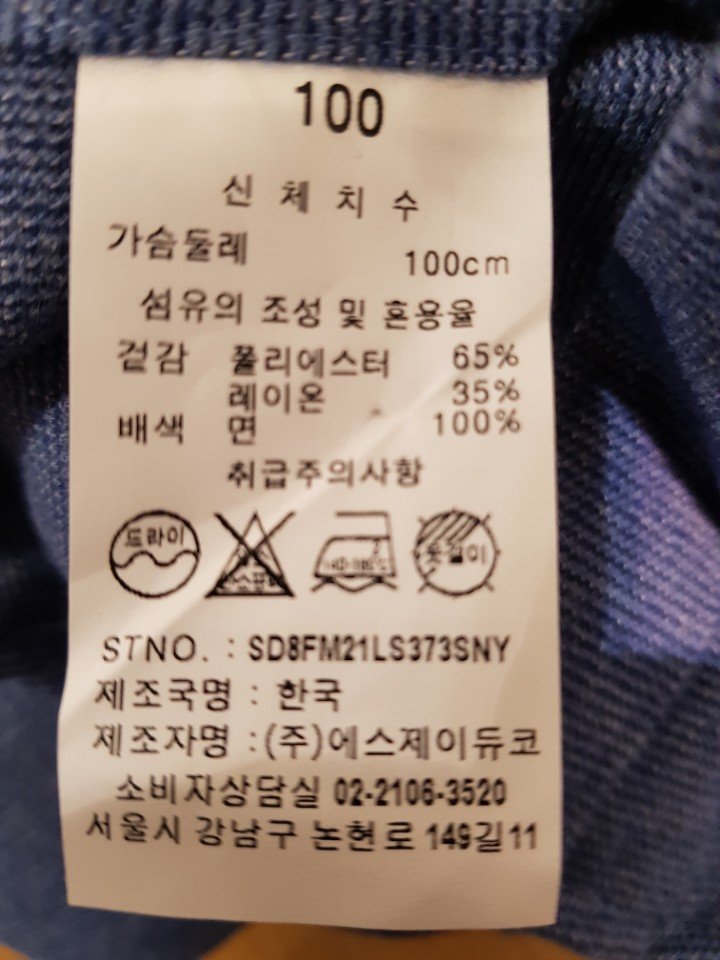 100
신 체 치 수
가슴둘레 100cm
섬유의 조성 및 혼용율
겉감 폴리에스터 65%
레이온 35%
배색 면 100%
취급주의사항
드라이 옷걸이
STNO. : SD8FM21LS373SNY
제조국명 : 한국
제조자명 :(주)에스제이듀코
소비자상담실 02-2106-3520
서울시 강남구 논현로 149길11